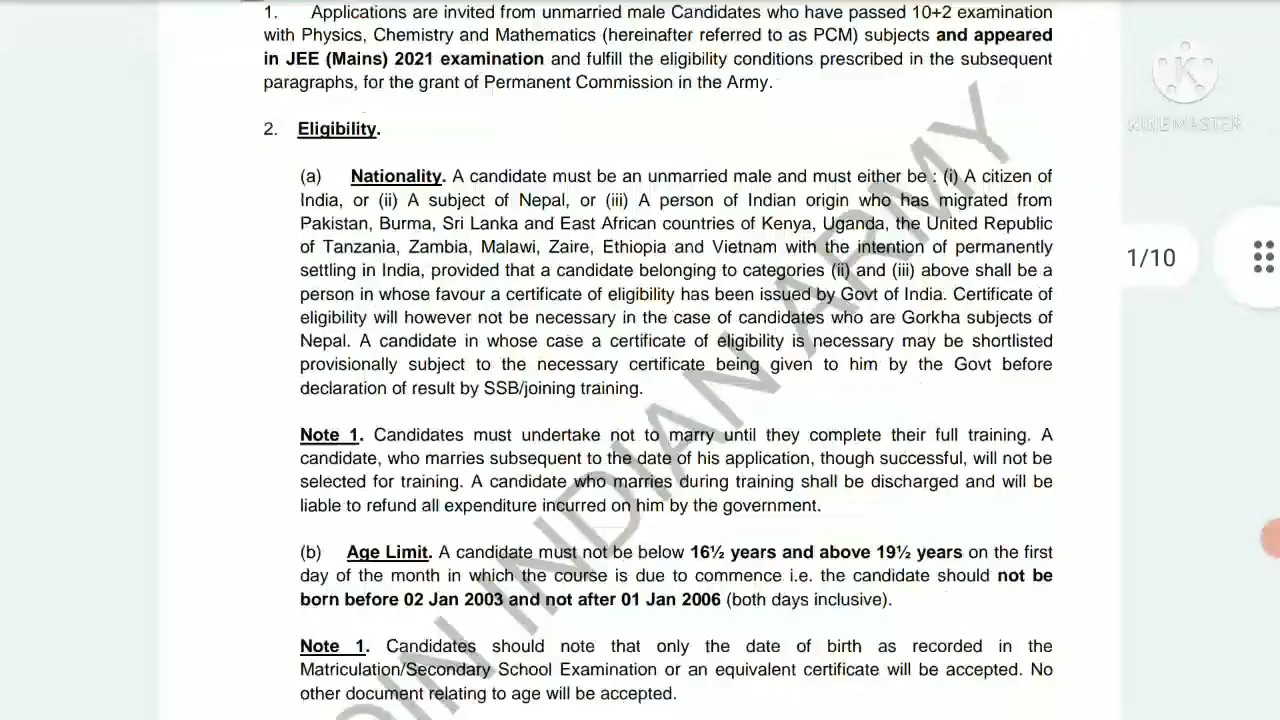 1. Applications are invited from unmarried male Candidates who have passed 10+2 examination
with Physics, Chemistry and Mathematics (hereinafter referred to as PCM) subjects and appeared
in JEE (Mains) 2021 examination and fulfill the eligibility conditions prescribed in the subsequent
paragraphs, for the grant of Permanent Commission in the Army.
2. Eligibility.
(a) Nationality. A candidate must be an unmarried male and must either be : (i) A citizen of
India, or (ii) A subject of Nepal, or (iii) A person of Indian origin who has migrated from
Pakistan, Burma, Sri Lanka and East African countries of Kenya, Uganda, the United Republic
of Tanzania, Zambia, Malawi, Zaire, Ethiopia and Vietnam with the intention of permanently
settling in India, provided that a candidate belonging to categories (ii) and (iii) above shall be a
person in whose favour a certificate of eligibility has been issued by Govt of India. Certificate of
eligibility will however not be necessary in the case of candidates who are Gorkha subjects of
Nepal. A candidate in whose case a certificate of eligibility is necessary may be shortlisted
provisionally subject to the necessary certificate being given to him by the Govt before
declaration of result by SSB/joining training.
Note 1. Candidates must undertake not to marry until they complete their full training. A
candidate, who marries subsequent to the date of his application, though successful, will not be
selected for training. A candidate who marries during training shall be discharged and will be
liable to refund all expenditure incurred on him by the government.
(b) Age Limit. A candidate must not be below 16½ years and above 19½ years on the first
day of the month in which the course is due to commence i.e. the candidate should not be
born before 02 Jan 2003 and not after 01 Jan 2006 (both days inclusive).
Note 1. Candidates should note that only the date of birth as recorded in the
Matriculation/Secondary School Examination or an equivalent certificate will be accepted. No
other document relating to age will be accepted.
IN INDIAN ARMY
K
KINEMASTER
1/10